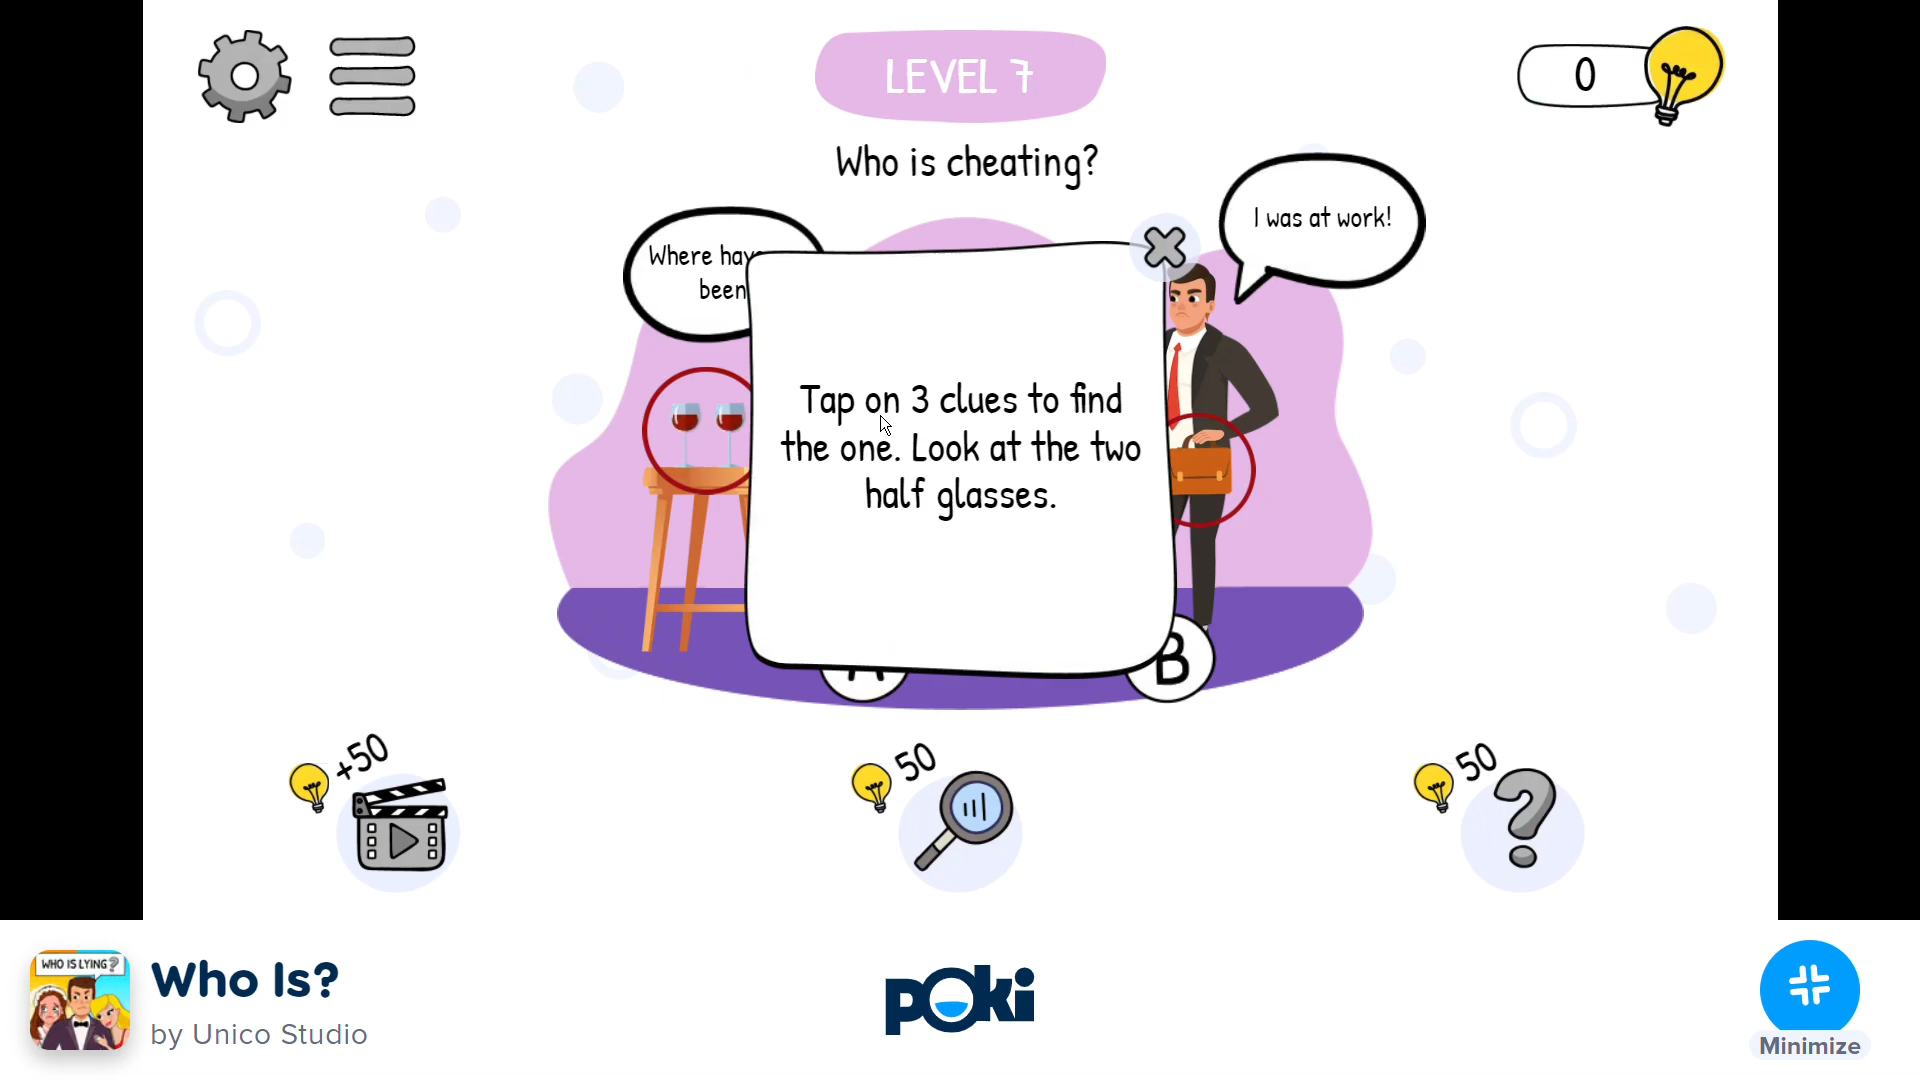 LEVEL 7
0
Who is cheating?
I was at work!
Where have
been
Tap on 3 clues to find
the one. Look at the two
half glasses.
A
B
+50
50
50
WHO IS LYING?
Who Is?
by Unico Studio
POKi
Minimize